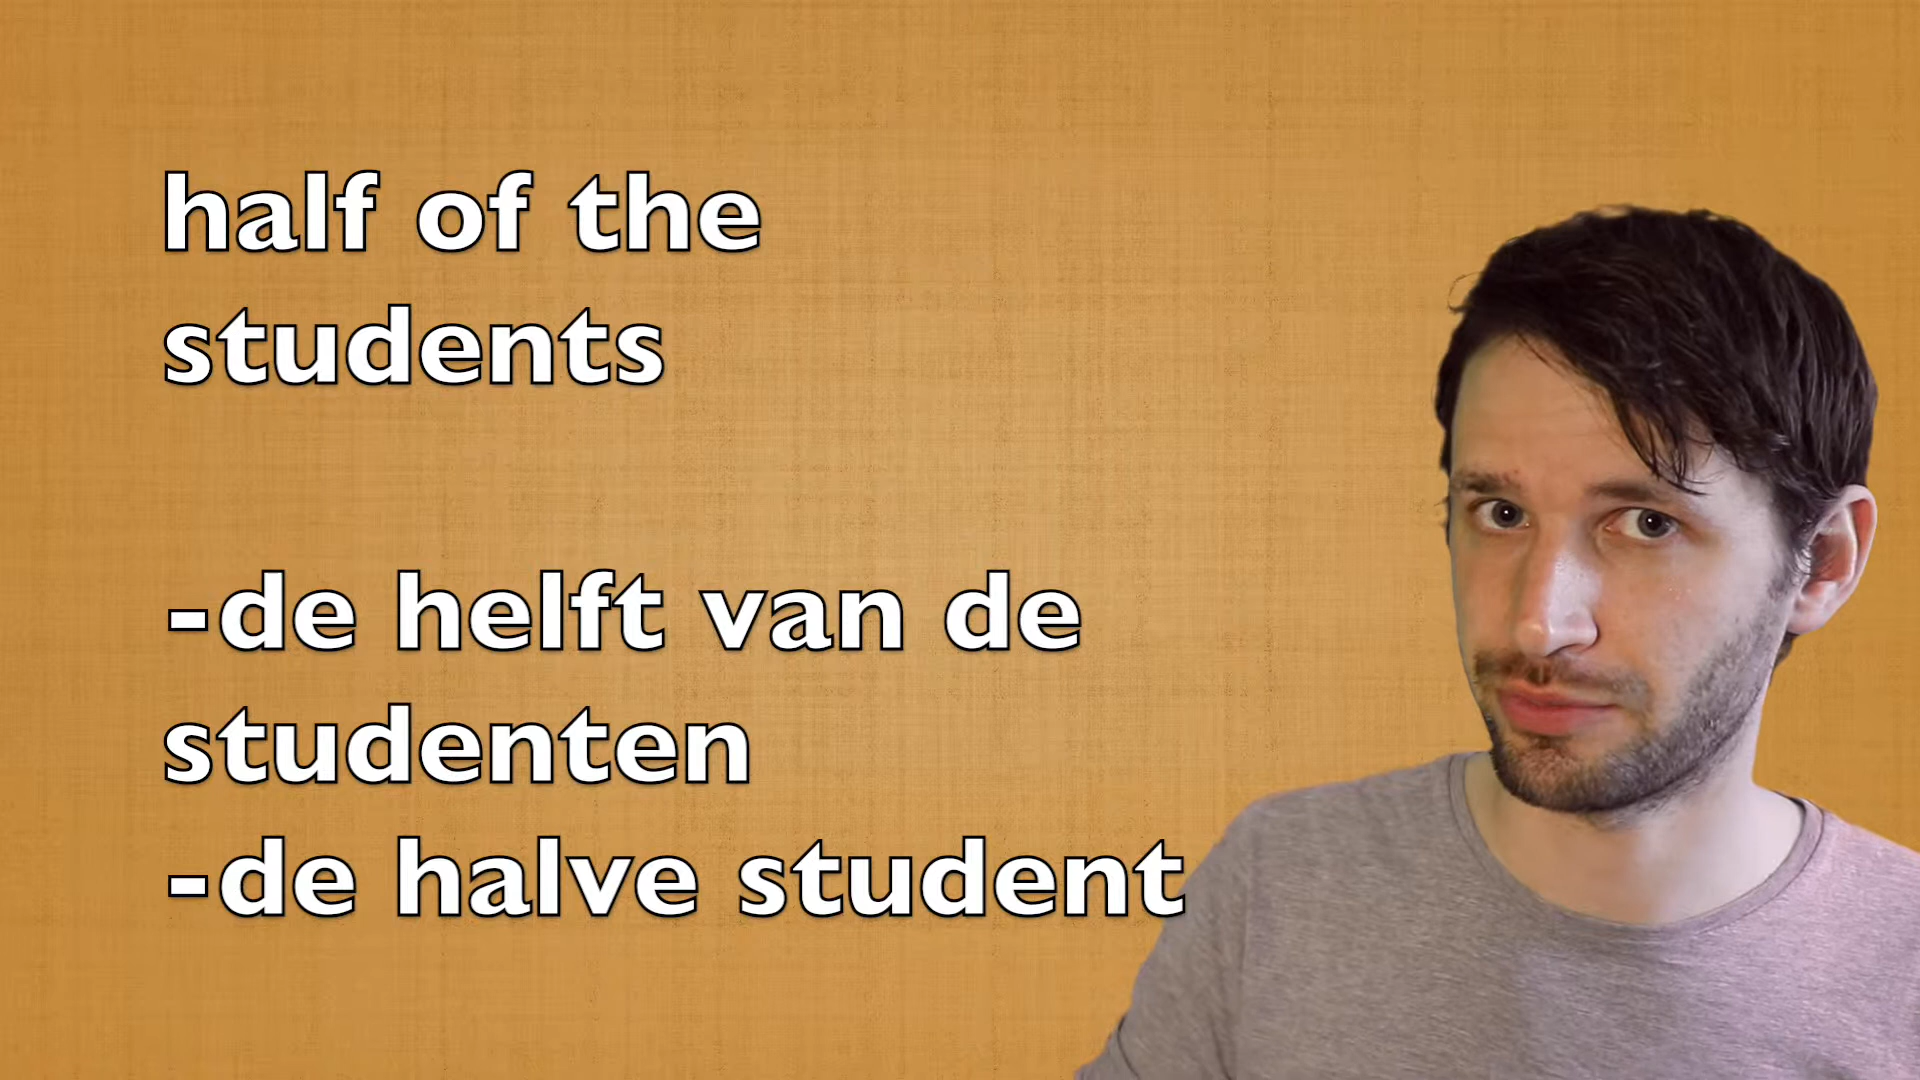 half of the
students
-de helft van de
studenten
-de halve student